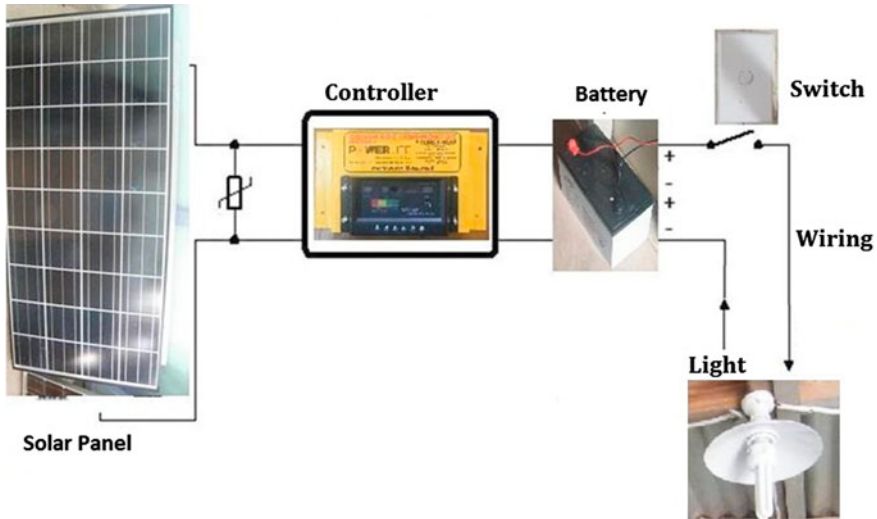 Controller
Battery
Switch
+
-
+
-
Wiring
Light
Solar Panel